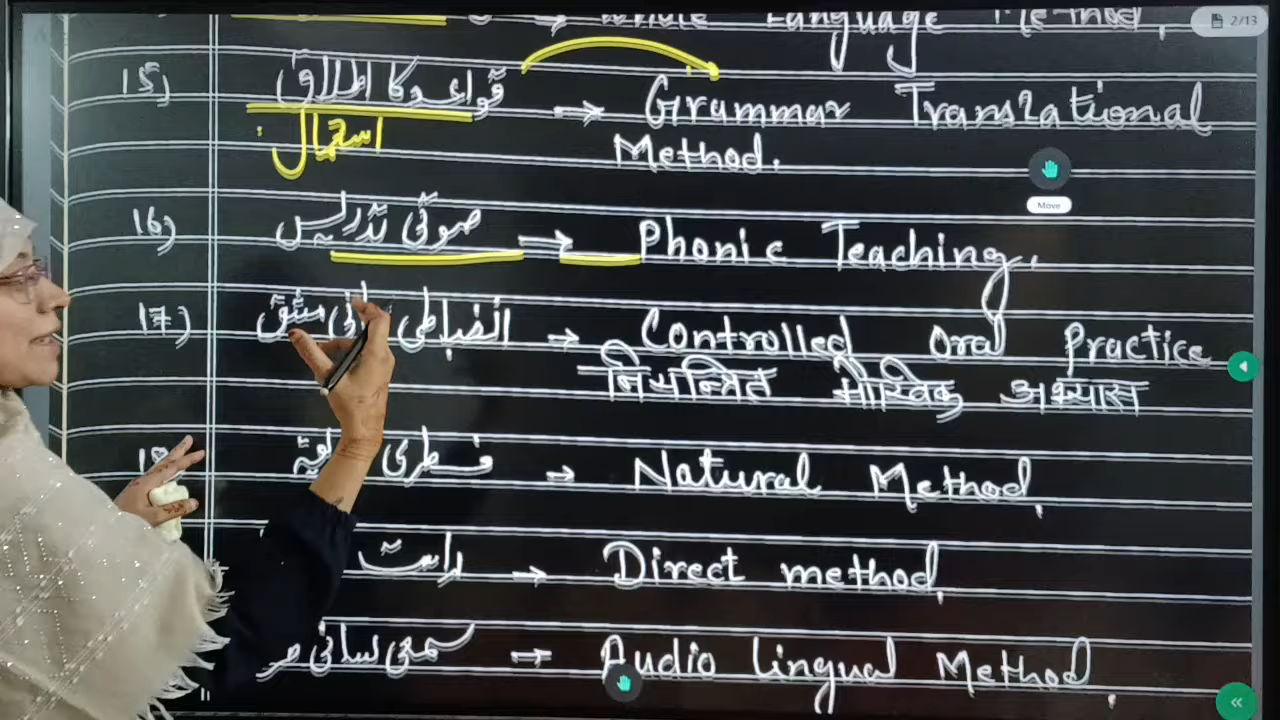 Whole Language Method.
2/13
15) قواعد کا اطلاق → Grammar Translational
استعمال Method.
Move
16) صوتی تدریس → Phonic Teaching.
17) انضباطی مشق → Controlled Oral Practice
नियन्त्रित मौखिक अभ्यास
فطری → Natural Method.
راست → Direct method.
سمعی لسانی → Audio lingual Method.